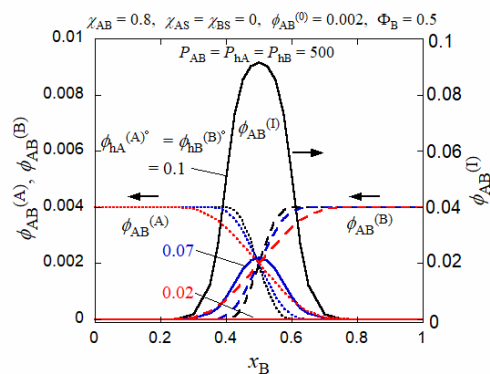 χAB = 0.8, χAS = χBS = 0, ϕAB(0) = 0.002, ΦB = 0.5
PAB = PhA = PhB = 500
ϕhA(A)° = ϕhB(B)° = 0.1
ϕAB(I)
ϕAB(A)
ϕAB(B)
0.07
0.02
0.01
0.008
0.006
0.004
0.002
0
ϕAB(A), ϕAB(B)
0.1
0.08
0.06
0.04
0.02
0
ϕAB(I)
0 0.2 0.4 0.6 0.8 1
xB